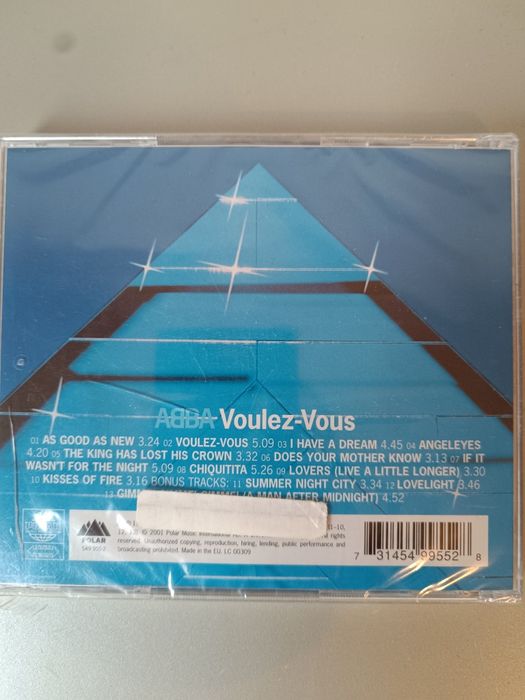 ABBA Voulez-Vous
01 AS GOOD AS NEW 3.24 02 VOULEZ-VOUS 5.09 03 I HAVE A DREAM 4.45 04 ANGELEYES
4.20 05 THE KING HAS LOST HIS CROWN 3.32 06 DOES YOUR MOTHER KNOW 3.13 07 IF IT
WASN'T FOR THE NIGHT 5.09 08 CHIQUITITA 5.26 09 LOVERS (LIVE A LITTLE LONGER) 3.30
10 KISSES OF FIRE 3.16 BONUS TRACKS: 11 SUMMER NIGHT CITY 3.34 12 LOVELIGHT 3.46
13 (A MAN AFTER MIDNIGHT) 4.52
© 2001 Polar Music International
rights
reserved. Unauthorized copying, reproduction, hiring, lending, public performance and
broadcasting prohibited. Made in the EU. LC 00309
POLAR
7 31454 99552 8